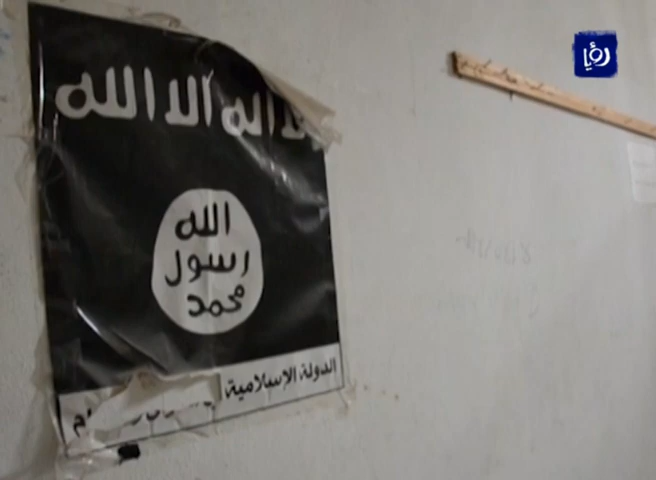 رؤيا
لا اله الا الله
الله
رسول
محمد
الدولة الإسلامية